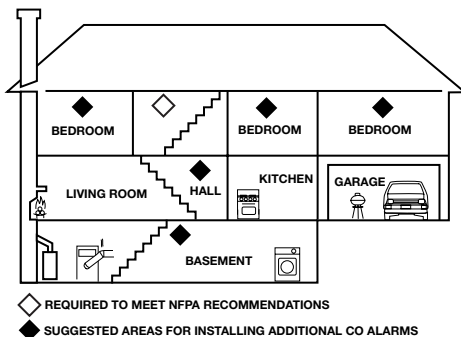 BEDROOM
BEDROOM
BEDROOM
LIVING ROOM
HALL
KITCHEN
GARAGE
BASEMENT
REQUIRED TO MEET NFPA RECOMMENDATIONS
SUGGESTED AREAS FOR INSTALLING ADDITIONAL CO ALARMS